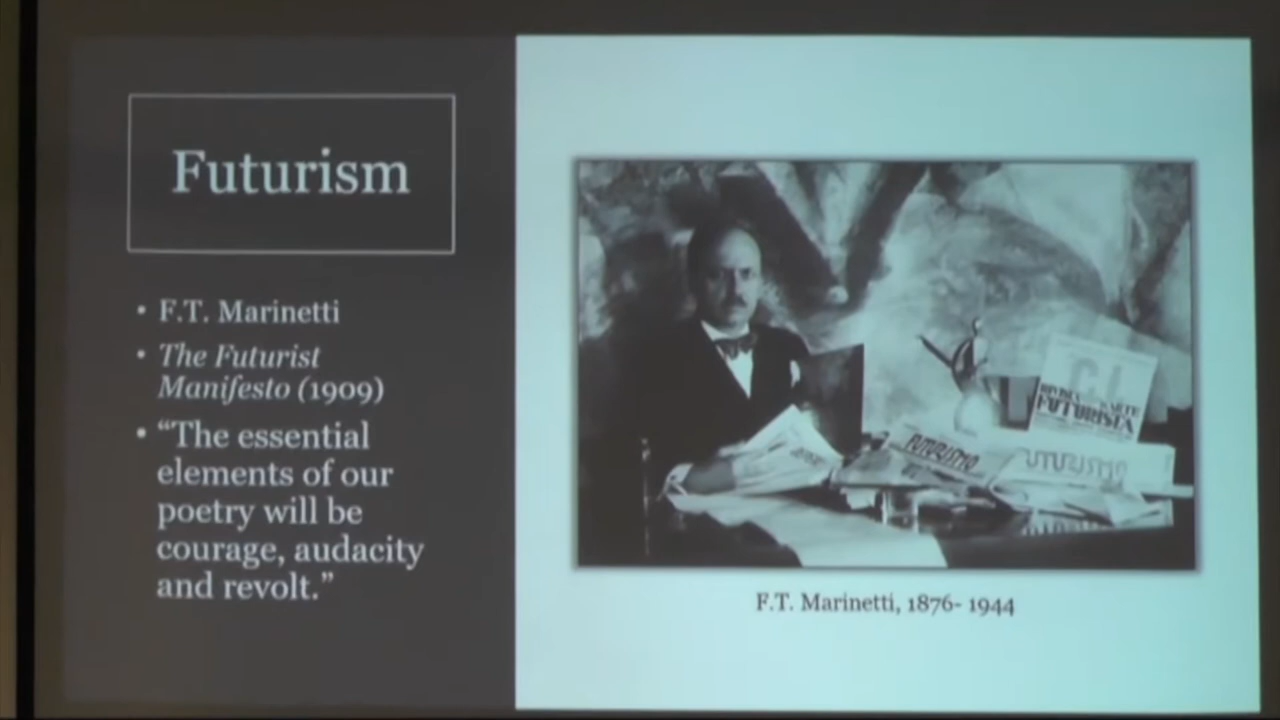 Futurism
• F.T. Marinetti
• The Futurist
Manifesto (1909)
• “The essential
elements of our
poetry will be
courage, audacity
and revolt.”
FUTURISTA
FUTURISMO
FUTURISMO
F.T. Marinetti, 1876- 1944